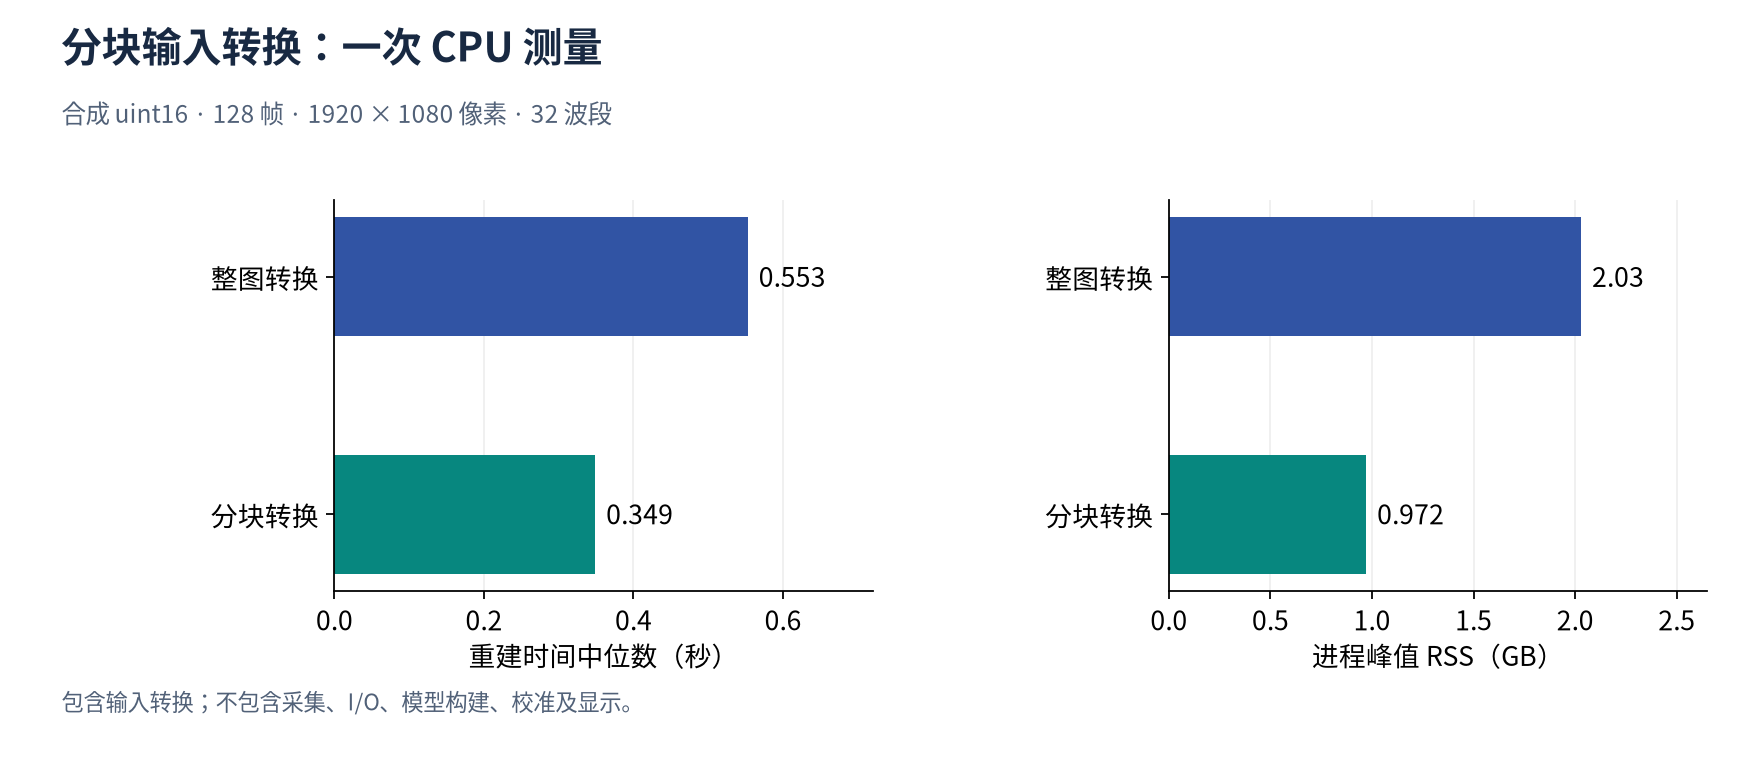 分块输入转换：一次 CPU 测量
合成 uint16 · 128 帧 · 1920 × 1080 像素 · 32 波段
整图转换
0.553
分块转换
0.349
0.0 0.2 0.4 0.6
重建时间中位数（秒）
整图转换
2.03
分块转换
0.972
0.0 0.5 1.0 1.5 2.0 2.5
进程峰值 RSS（GB）
包含输入转换；不包含采集、I/O、模型构建、校准及显示。